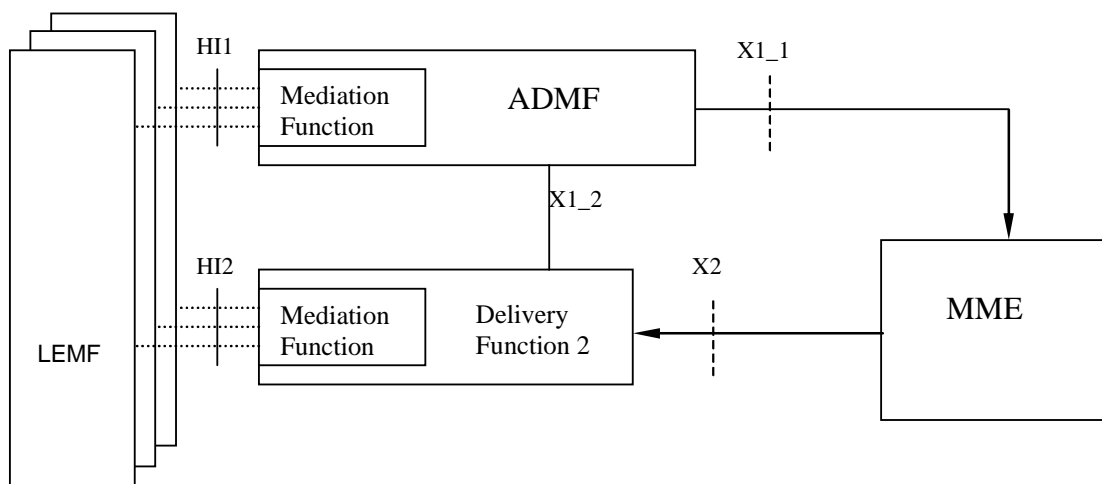 HI1
X1_1
Mediation
Function
ADMF
X1_2
HI2
X2
Mediation
Function
Delivery
Function 2
MME
LEMF